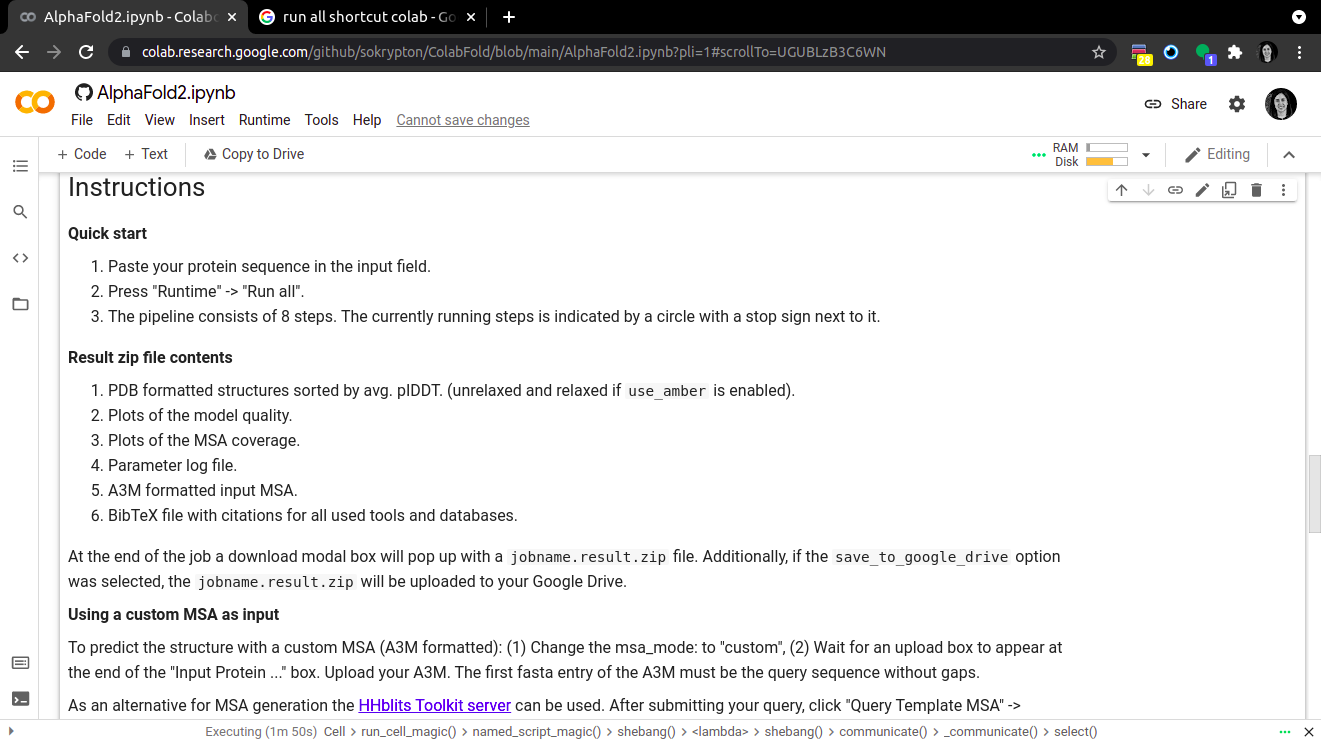 AlphaFold2.ipynb - Colabo
run all shortcut colab - Go
colab.research.google.com/github/sokrypton/ColabFold/blob/main/AlphaFold2.ipynb?pli=1#scrollTo=UGUBLzB3C6WN
28
1
AlphaFold2.ipynb
Share
File Edit View Insert Runtime Tools Help Cannot save changes
+ Code + Text Copy to Drive
RAM
Disk
Editing
Instructions
Quick start
1. Paste your protein sequence in the input field.
2. Press "Runtime" -> "Run all".
3. The pipeline consists of 8 steps. The currently running steps is indicated by a circle with a stop sign next to it.
Result zip file contents
1. PDB formatted structures sorted by avg. pIDDT. (unrelaxed and relaxed if use_amber is enabled).
2. Plots of the model quality.
3. Plots of the MSA coverage.
4. Parameter log file.
5. A3M formatted input MSA.
6. BibTeX file with citations for all used tools and databases.
At the end of the job a download modal box will pop up with a jobname.result.zip file. Additionally, if the save_to_google_drive option
was selected, the jobname.result.zip will be uploaded to your Google Drive.
Using a custom MSA as input
To predict the structure with a custom MSA (A3M formatted): (1) Change the msa_mode: to "custom", (2) Wait for an upload box to appear at
the end of the "Input Protein ..." box. Upload your A3M. The first fasta entry of the A3M must be the query sequence without gaps.
As an alternative for MSA generation the HHblits Toolkit server can be used. After submitting your query, click "Query Template MSA" ->
Executing (1m 50s) Cell > run_cell_magic() > named_script_magic() > shebang() > <lambda> > shebang() > communicate() > _communicate() > select()